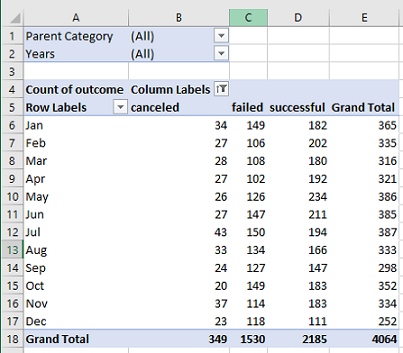 A B C D E
1 Parent Category (All)
2 Years (All)
3
4 Count of outcome Column Labels
5 Row Labels canceled failed successful Grand Total
6 Jan 34 149 182 365
7 Feb 27 106 202 335
8 Mar 28 108 180 316
9 Apr 27 102 192 321
10 May 26 126 234 386
11 Jun 27 147 211 385
12 Jul 43 150 194 387
13 Aug 33 134 166 333
14 Sep 24 127 147 298
15 Oct 20 149 183 352
16 Nov 37 114 183 334
17 Dec 23 118 111 252
18 Grand Total 349 1530 2185 4064